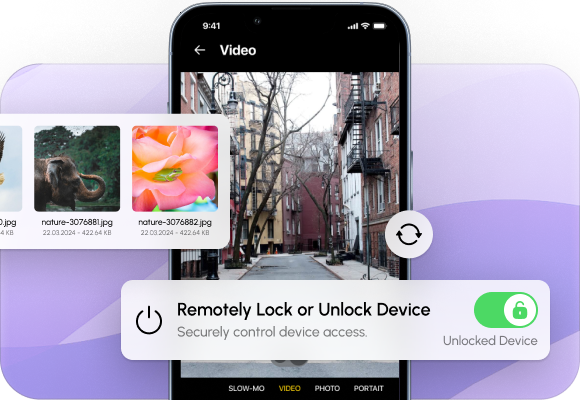 9:41
Video
0.jpg
4 KB
nature-3076881.jpg
22.03.2024 - 422.64 KB
nature-3076882.jpg
22.03.2024 - 422.64 KB
Remotely Lock or Unlock Device
Securely control device access.
Unlocked Device
SLOW-MO VIDEO PHOTO PORTAIT